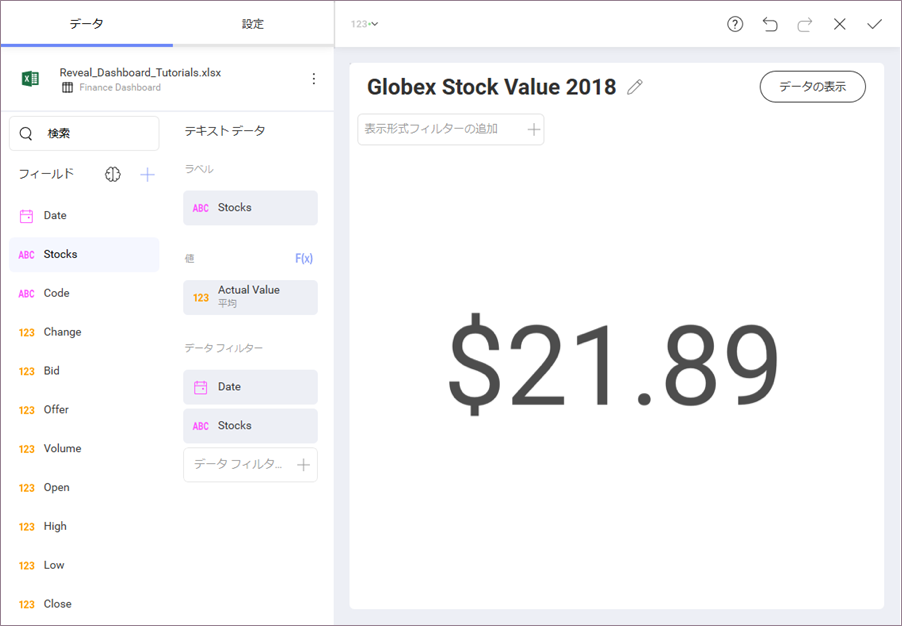 データ
設定
123
Reveal_Dashboard_Tutorials.xlsx
Finance Dashboard
検索
フィールド
Date
ABC Stocks
ABC Code
123 Change
123 Bid
123 Offer
123 Volume
123 Open
123 High
123 Low
123 Close
テキスト データ
ラベル
ABC Stocks
値 F(x)
123 Actual Value
平均
データ フィルター
Date
ABC Stocks
データ フィルタ...
Globex Stock Value 2018
データの表示
表示形式フィルターの追加
$21.89